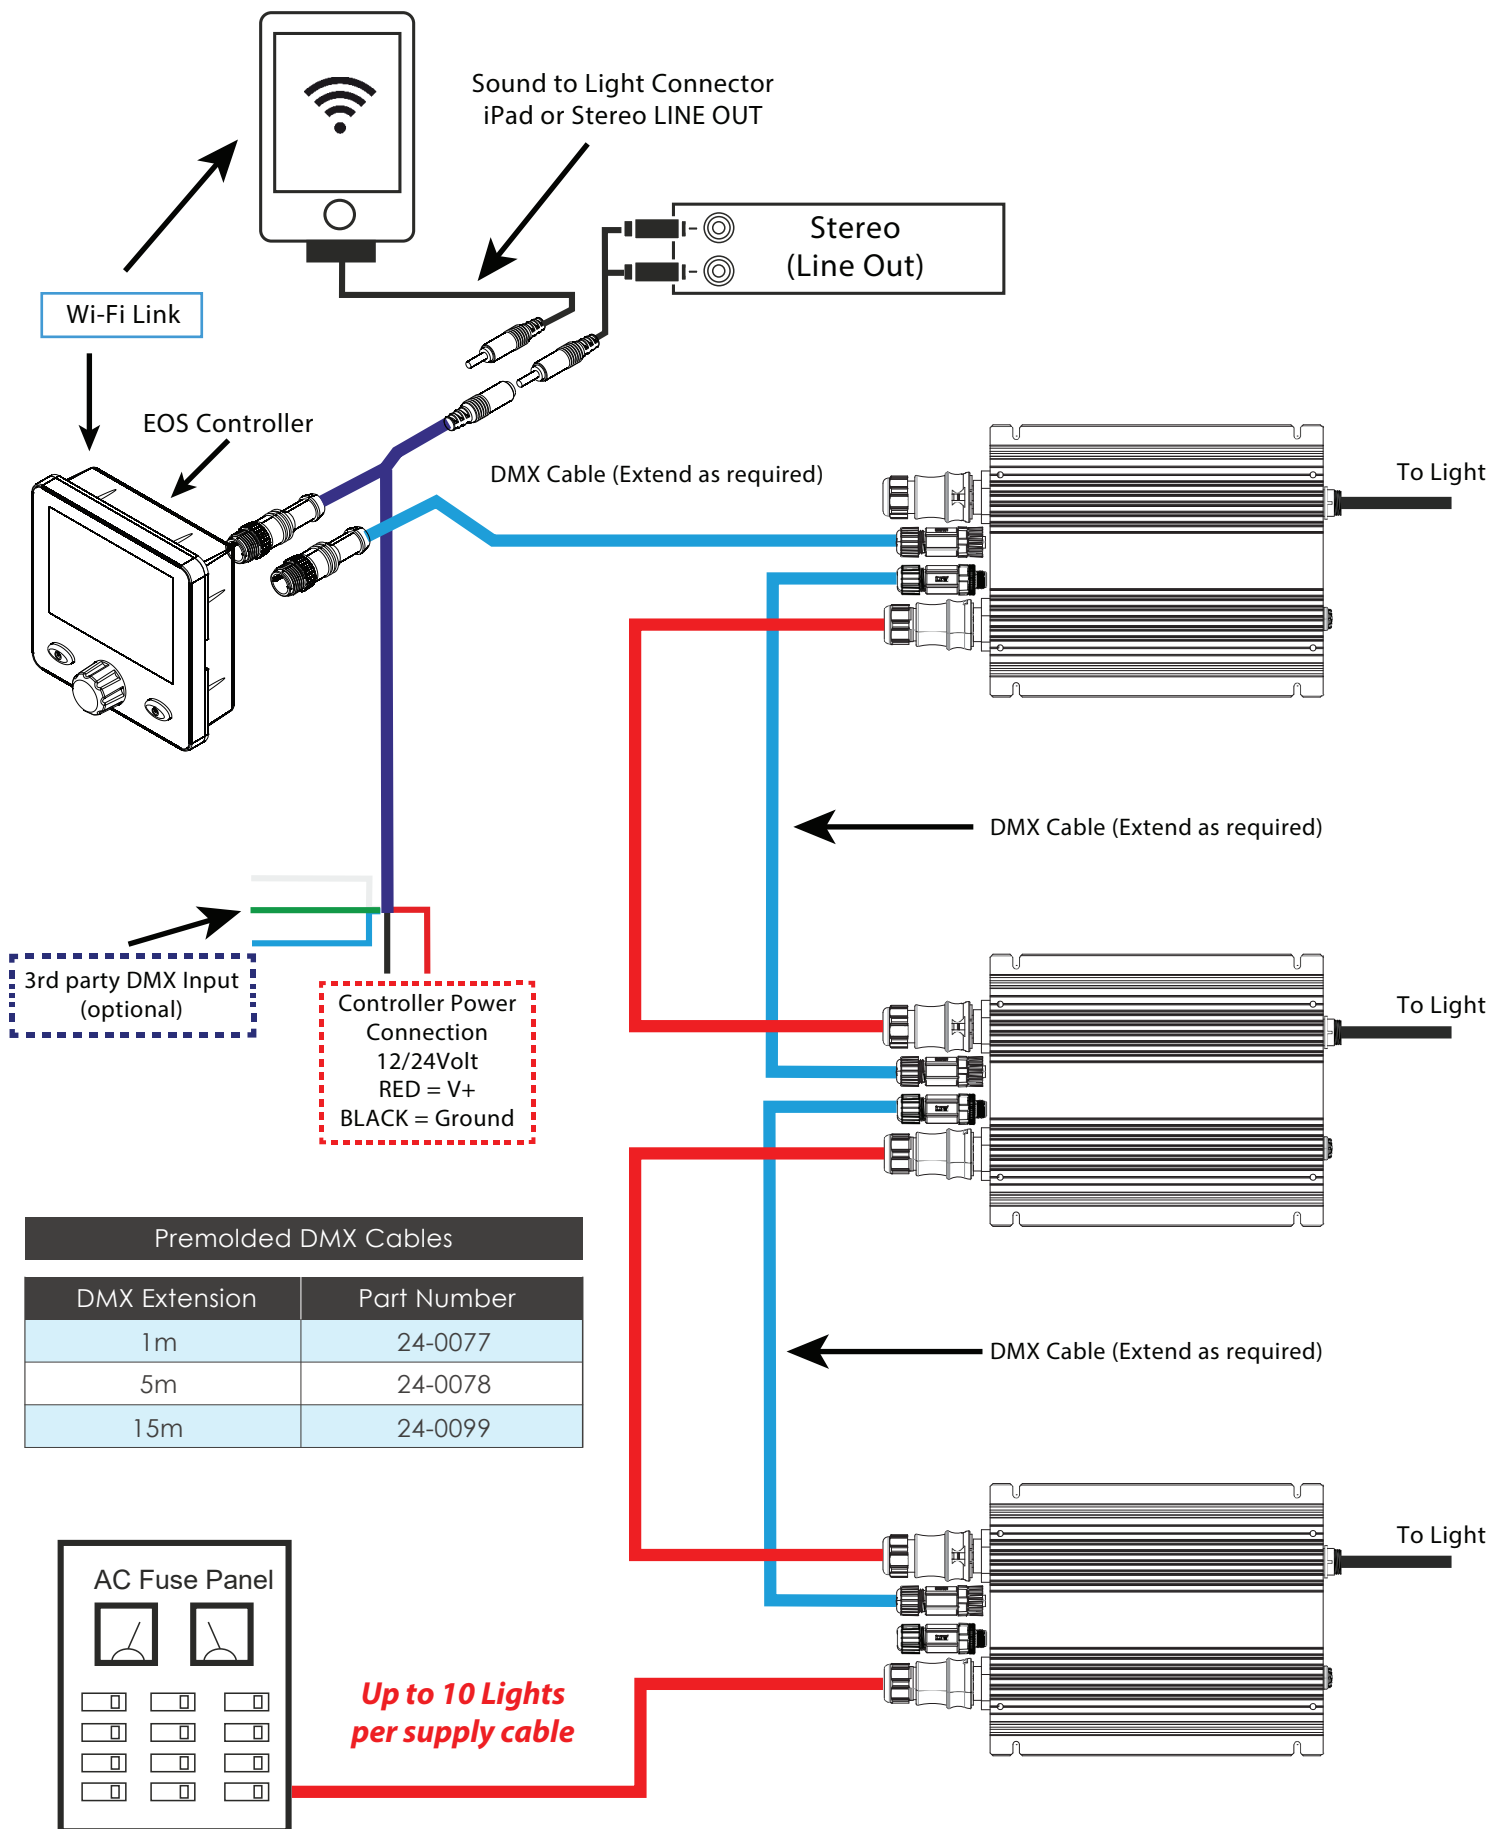 Sound to Light Connector
iPad or Stereo LINE OUT
Stereo
(Line Out)
Wi-Fi Link
EOS Controller
DMX Cable (Extend as required)
To Light
DMX Cable (Extend as required)
3rd party DMX Input
(optional)
Controller Power
Connection
12/24Volt
RED = V+
BLACK = Ground
To Light
Premolded DMX Cables
DMX Extension Part Number
1m 24-0077
5m 24-0078
15m 24-0099
DMX Cable (Extend as required)
To Light
AC Fuse Panel
Up to 10 Lights
per supply cable